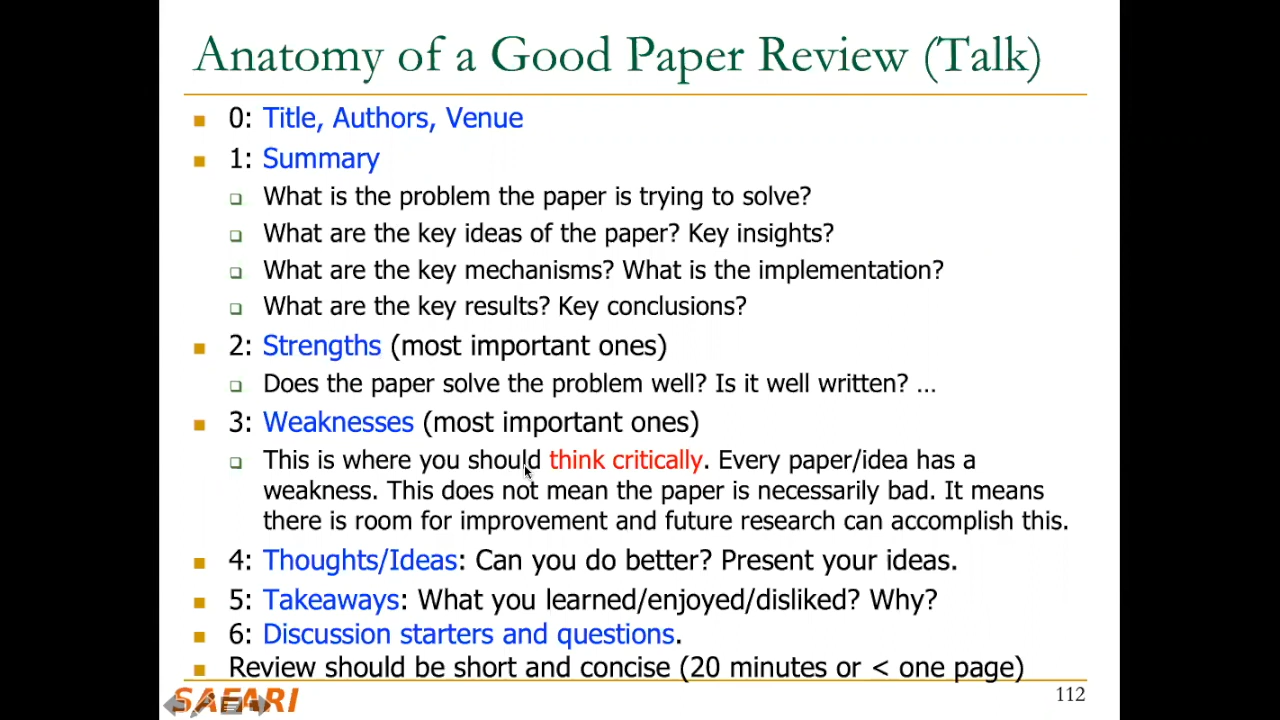 Anatomy of a Good Paper Review (Talk)
0: Title, Authors, Venue
1: Summary
What is the problem the paper is trying to solve?
What are the key ideas of the paper? Key insights?
What are the key mechanisms? What is the implementation?
What are the key results? Key conclusions?
2: Strengths (most important ones)
Does the paper solve the problem well? Is it well written? …
3: Weaknesses (most important ones)
This is where you should think critically. Every paper/idea has a
weakness. This does not mean the paper is necessarily bad. It means
there is room for improvement and future research can accomplish this.
4: Thoughts/Ideas: Can you do better? Present your ideas.
5: Takeaways: What you learned/enjoyed/disliked? Why?
6: Discussion starters and questions.
Review should be short and concise (20 minutes or < one page)
SAFARI
112